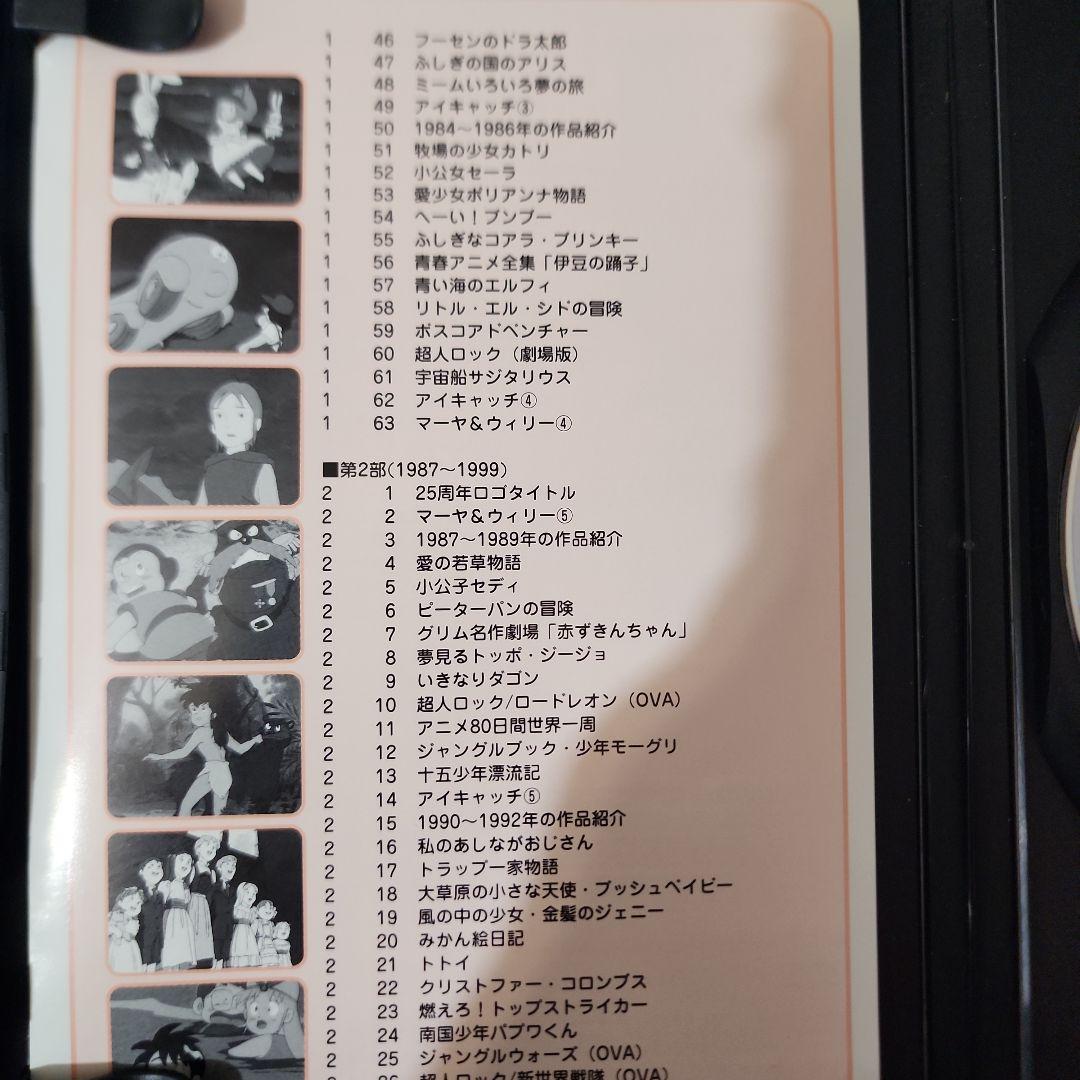 1 46 フーセンのドラ太郎
1 47 ふしぎの国のアリス
1 48 ミームいろいろ夢の旅
1 49 アイキャッチ③
1 50 1984〜1986年の作品紹介
1 51 牧場の少女カトリ
1 52 小公女セーラ
1 53 愛少女ポリアンナ物語
1 54 へーい！ブンブー
1 55 ふしぎなコアラ・ブリンキー
1 56 青春アニメ全集「伊豆の踊子」
1 57 青い海のエルフィ
1 58 リトル・エル・シドの冒険
1 59 ボスコアドベンチャー
1 60 超人ロック（劇場版）
1 61 宇宙船サジタリウス
1 62 アイキャッチ④
1 63 マーヤ＆ウィリー④
■第2部(1987〜1999)
2 1 25周年ロゴタイトル
2 2 マーヤ＆ウィリー⑤
2 3 1987〜1989年の作品紹介
2 4 愛の若草物語
2 5 小公子セディ
2 6 ピーターパンの冒険
2 7 グリム名作劇場「赤ずきんちゃん」
2 8 夢見るトッポ・ジージョ
2 9 いきなりダゴン
2 10 超人ロック/ロードレオン（OVA）
2 11 アニメ80日間世界一周
2 12 ジャングルブック・少年モーグリ
2 13 十五少年漂流記
2 14 アイキャッチ⑤
2 15 1990〜1992年の作品紹介
2 16 私のあしながおじさん
2 17 トラップ一家物語
2 18 大草原の小さな天使・ブッシュベイビー
2 19 風の中の少女・金髪のジェニー
2 20 みかん絵日記
2 21 トトイ
2 22 クリストファー・コロンブス
2 23 燃えろ！トップストライカー
2 24 南国少年パプワくん
2 25 ジャングルウォーズ（OVA）
2 26 超人ロック/新世界戦隊（OVA）